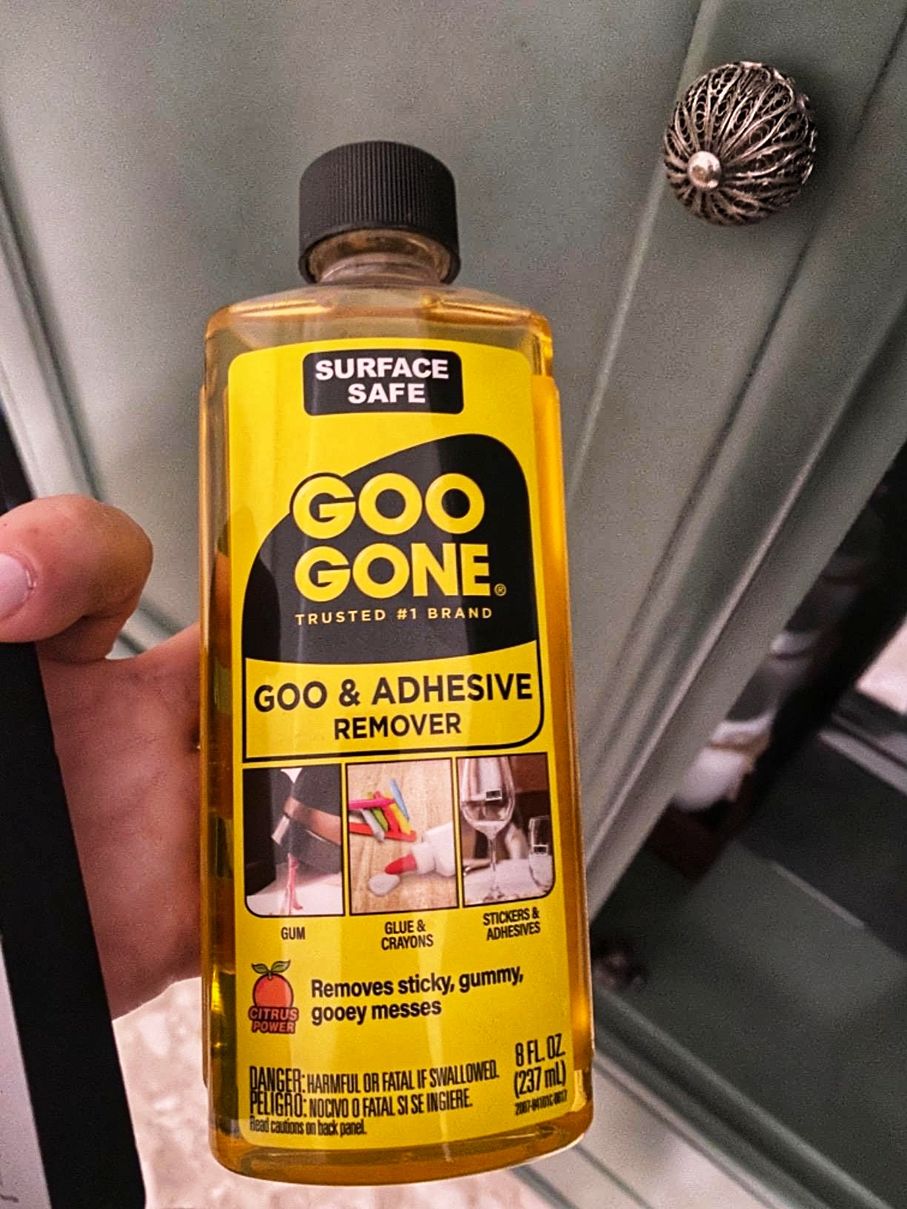 SURFACE
SAFE
GOO
GONE®
TRUSTED #1 BRAND
GOO & ADHESIVE
REMOVER
GUM
GLUE &
CRAYONS
STICKERS &
ADHESIVES
CITRUS
POWER
Removes sticky, gummy,
gooey messes
DANGER: HARMFUL OR FATAL IF SWALLOWED.
PELIGRO: NOCIVO O FATAL SI SE INGIERE.
Read cautions on back panel.
8 FL. OZ.
(237 mL)